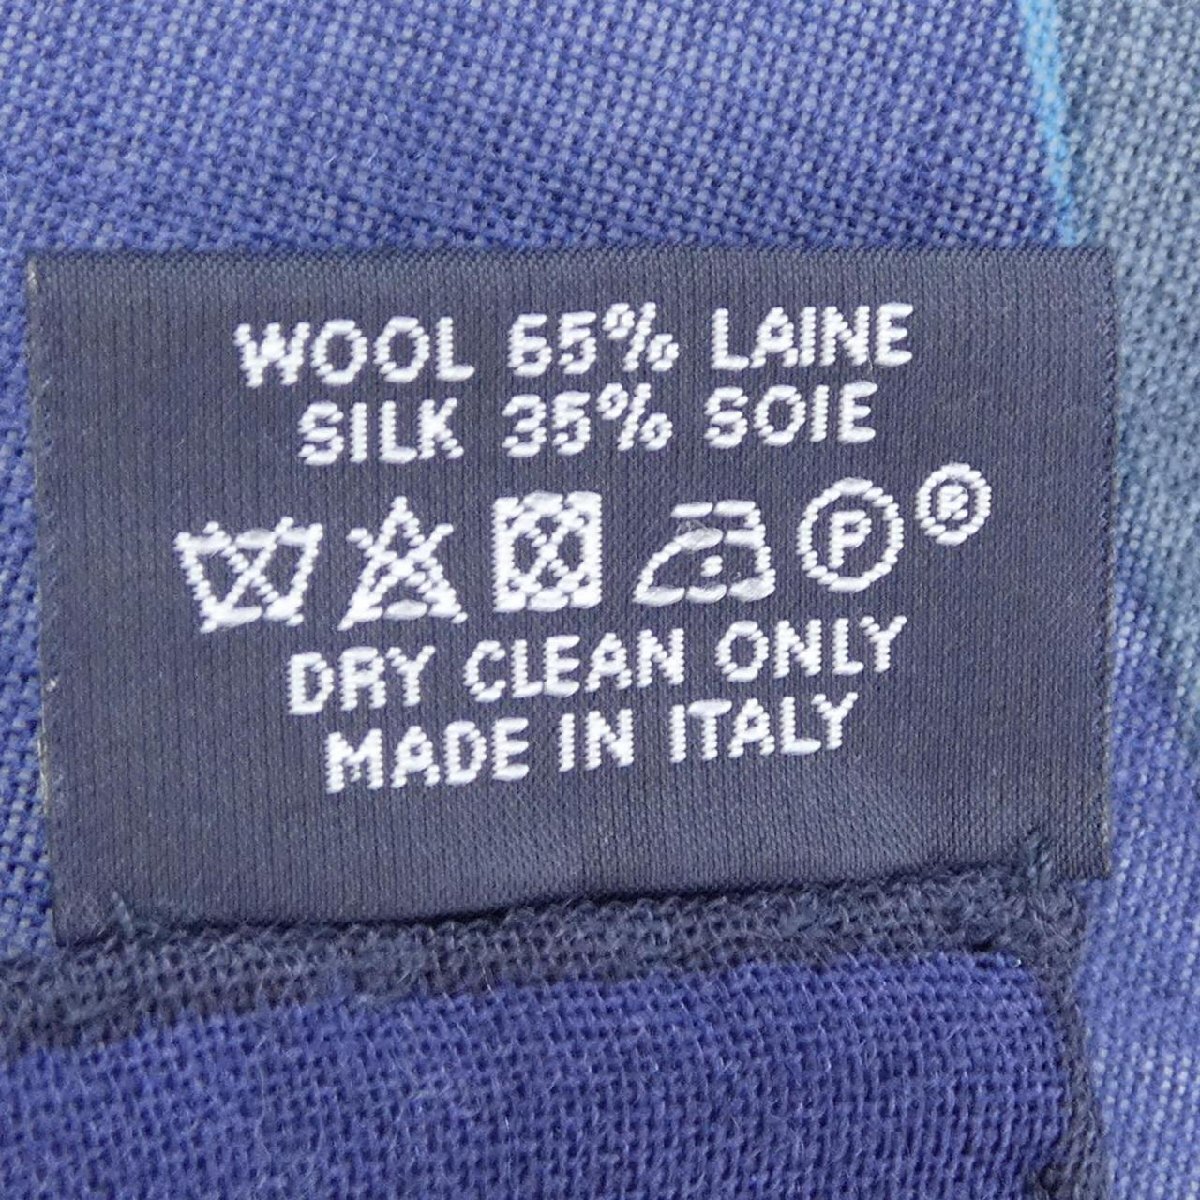 WOOL 65% LAINE
SILK 35% SOIE
P ®
DRY CLEAN ONLY
MADE IN ITALY